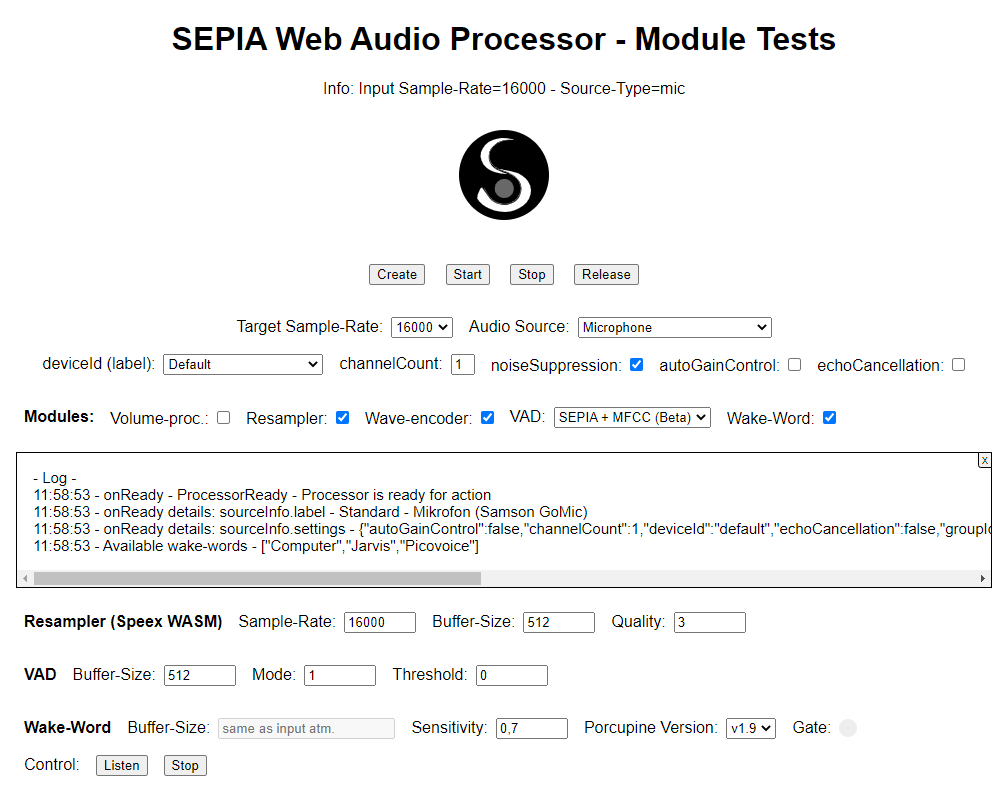 SEPIA Web Audio Processor - Module Tests
Info: Input Sample-Rate=16000 - Source-Type=mic
Create Start Stop Release
Target Sample-Rate: 16000 Audio Source: Microphone
deviceId (label): Default channelCount: 1 noiseSuppression: autoGainControl: echoCancellation:
Modules: Volume-proc.: Resampler: Wave-encoder: VAD: SEPIA + MFCC (Beta) Wake-Word:
X
- Log -
11:58:53 - onReady - ProcessorReady - Processor is ready for action
11:58:53 - onReady details: sourceInfo.label - Standard - Mikrofon (Samson GoMic)
11:58:53 - onReady details: sourceInfo.settings - {"autoGainControl":false,"channelCount":1,"deviceId":"default","echoCancellation":false,"groupId
11:58:53 - Available wake-words - ["Computer","Jarvis","Picovoice"]
Resampler (Speex WASM) Sample-Rate: 16000 Buffer-Size: 512 Quality: 3
VAD Buffer-Size: 512 Mode: 1 Threshold: 0
Wake-Word Buffer-Size: same as input atm. Sensitivity: 0,7 Porcupine Version: v1.9 Gate:
Control: Listen Stop